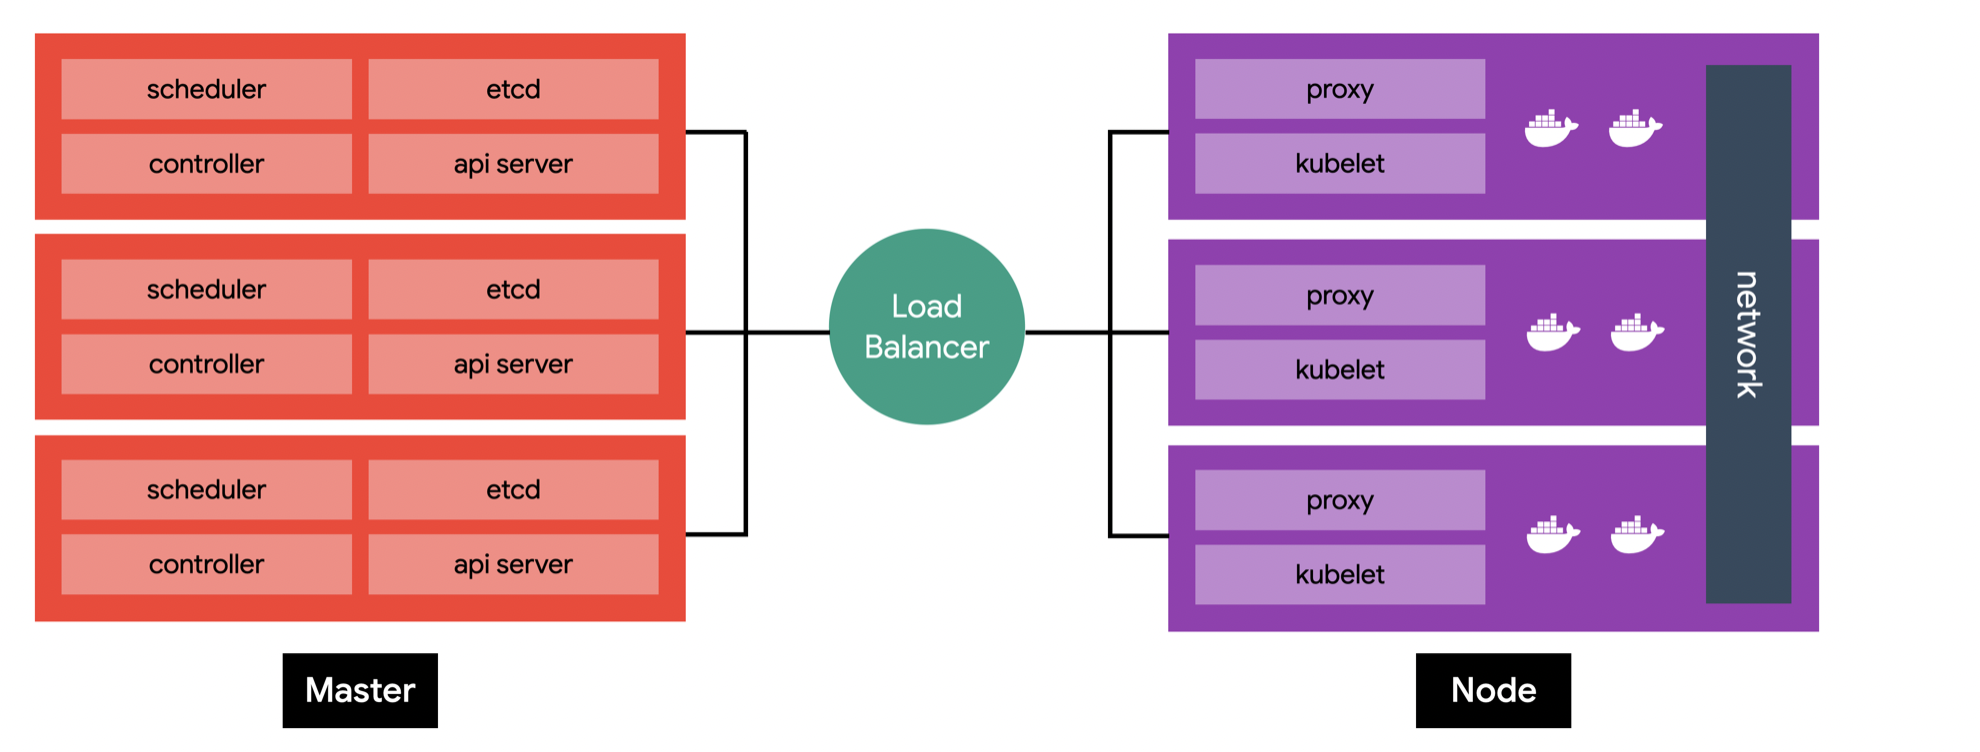 scheduler
etcd
controller
api server
scheduler
etcd
controller
api server
scheduler
etcd
controller
api server
Master
Load
Balancer
proxy
kubelet
proxy
kubelet
proxy
kubelet
network
Node